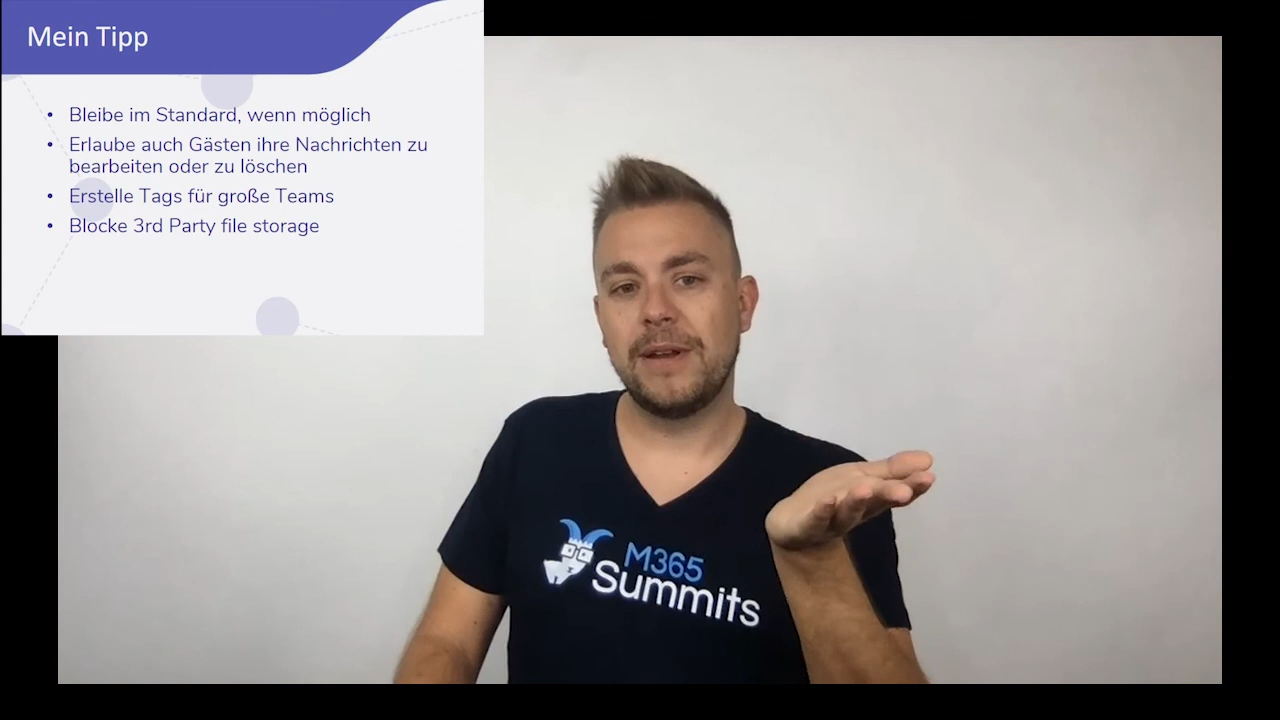 Mein Tipp
• Bleibe im Standard, wenn möglich
• Erlaube auch Gästen ihre Nachrichten zu
bearbeiten oder zu löschen
• Erstelle Tags für große Teams
• Blocke 3rd Party file storage
M365
Summits